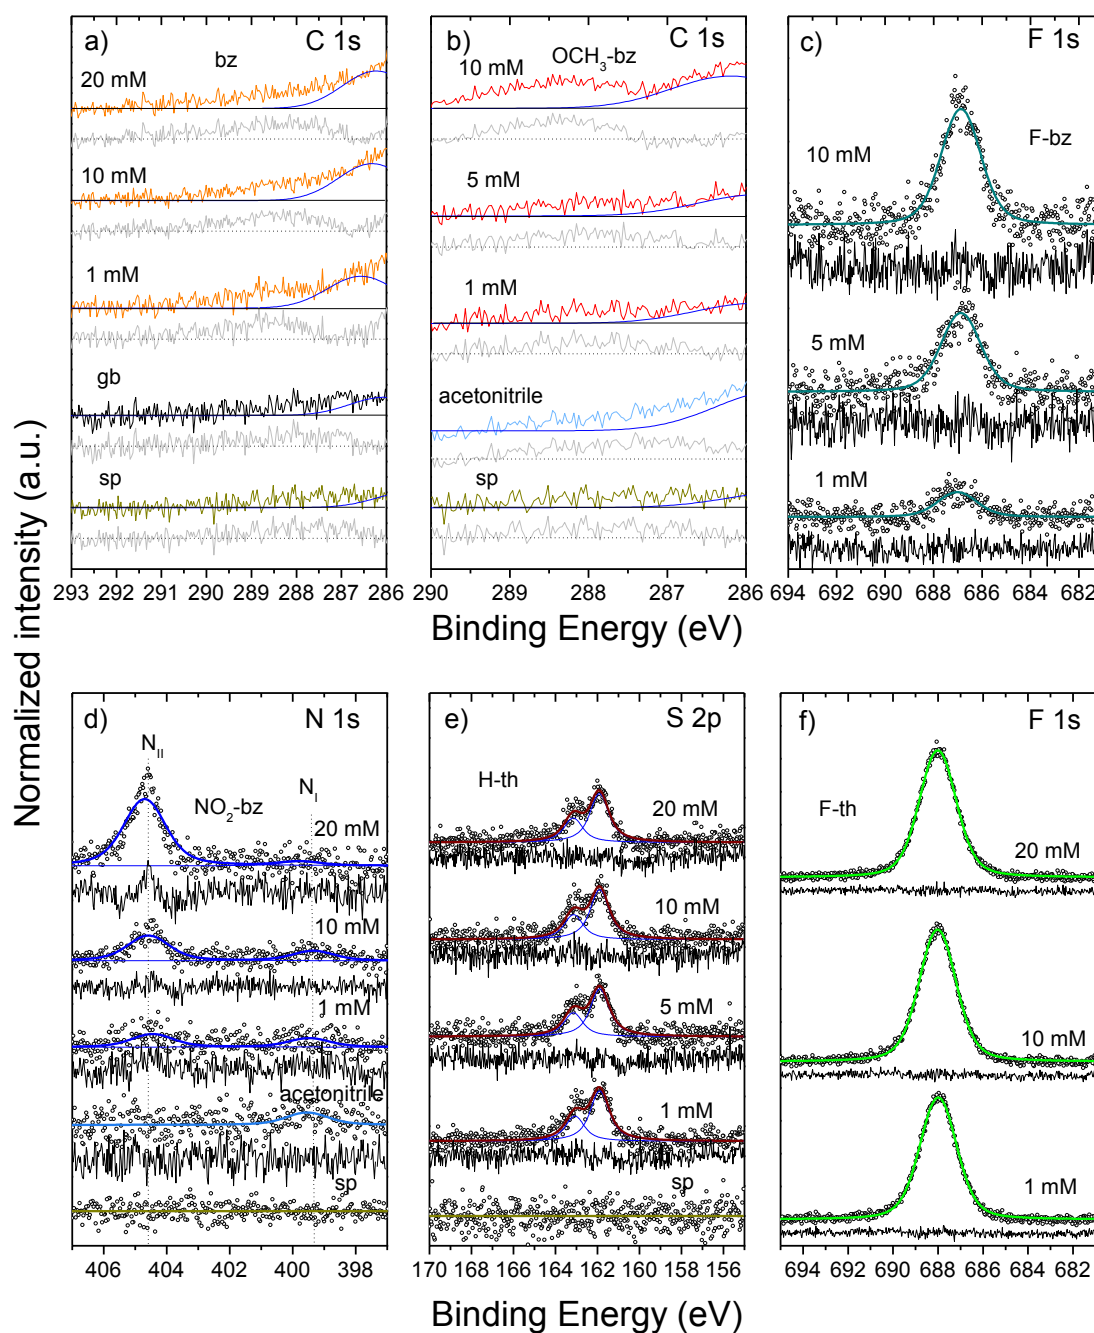 Normalized intensity (a.u.)
a) C 1s
bz
20 mM
10 mM
1 mM
gb
sp
293 292 291 290 289 288 287 286
b) C 1s
OCH3-bz
10 mM
5 mM
1 mM
acetonitrile
sp
290 289 288 287 286
c) F 1s
F-bz
10 mM
5 mM
1 mM
694 692 690 688 686 684 682
Binding Energy (eV)
d) N 1s
NII
NI
NO2-bz
20 mM
10 mM
1 mM
acetonitrile
sp
406 404 402 400 398
e) S 2p
H-th
20 mM
10 mM
5 mM
1 mM
sp
170 168 166 164 162 160 158 156
f) F 1s
F-th
20 mM
10 mM
1 mM
694 692 690 688 686 684 682
Binding Energy (eV)